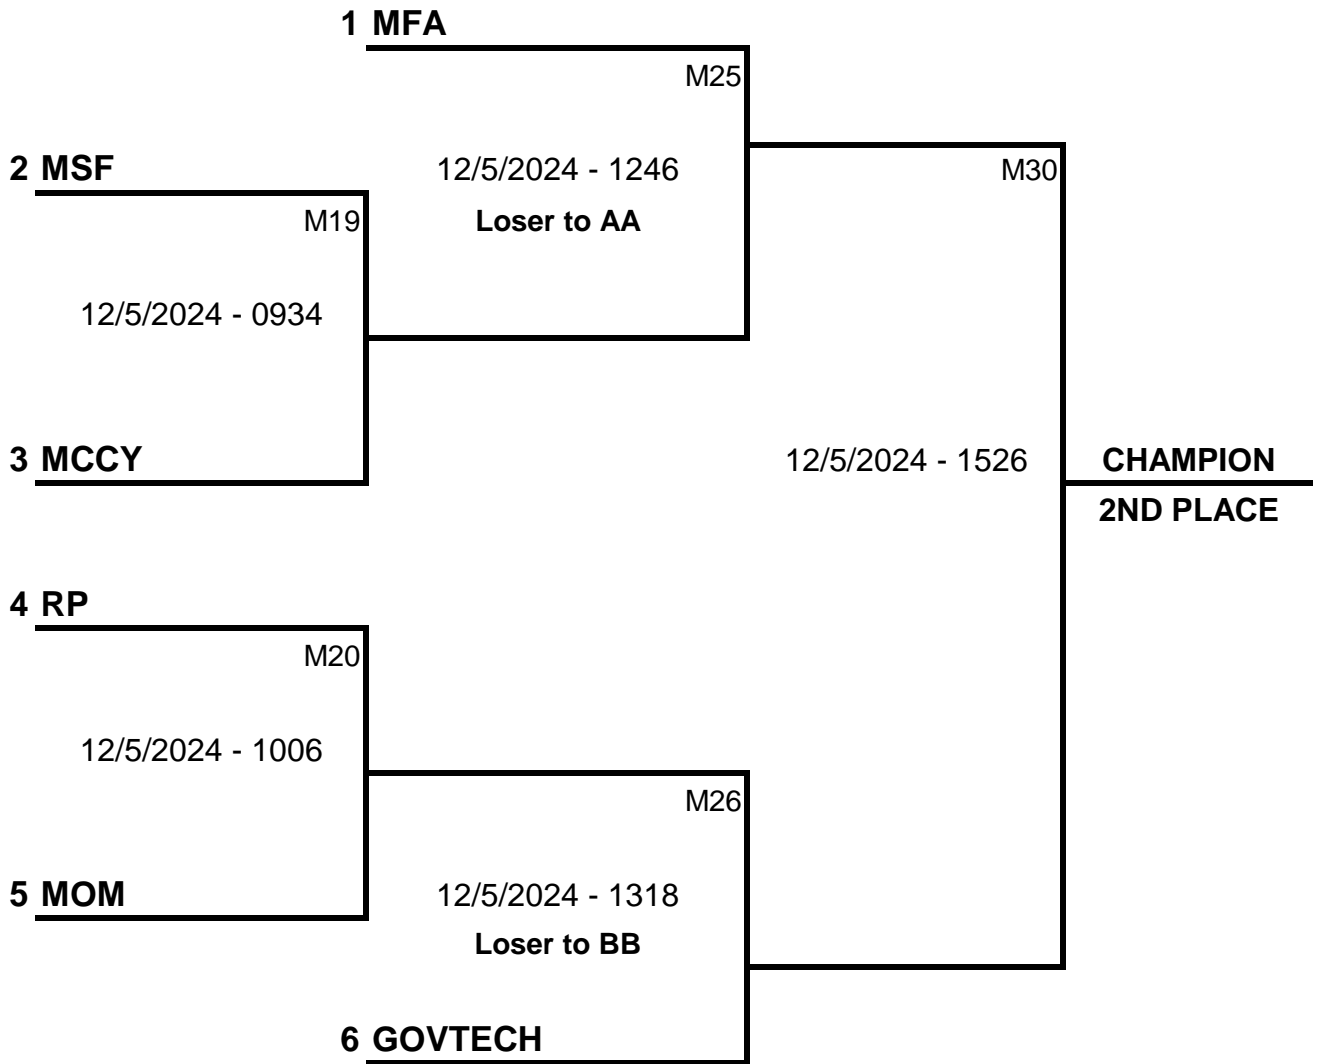 1 MFA
M25
2 MSF
12/5/2024 - 1246
M30
M19
Loser to AA
12/5/2024 - 0934
3 MCCY
12/5/2024 - 1526
CHAMPION
2ND PLACE
4 RP
M20
12/5/2024 - 1006
M26
5 MOM
12/5/2024 - 1318
Loser to BB
6 GOVTECH